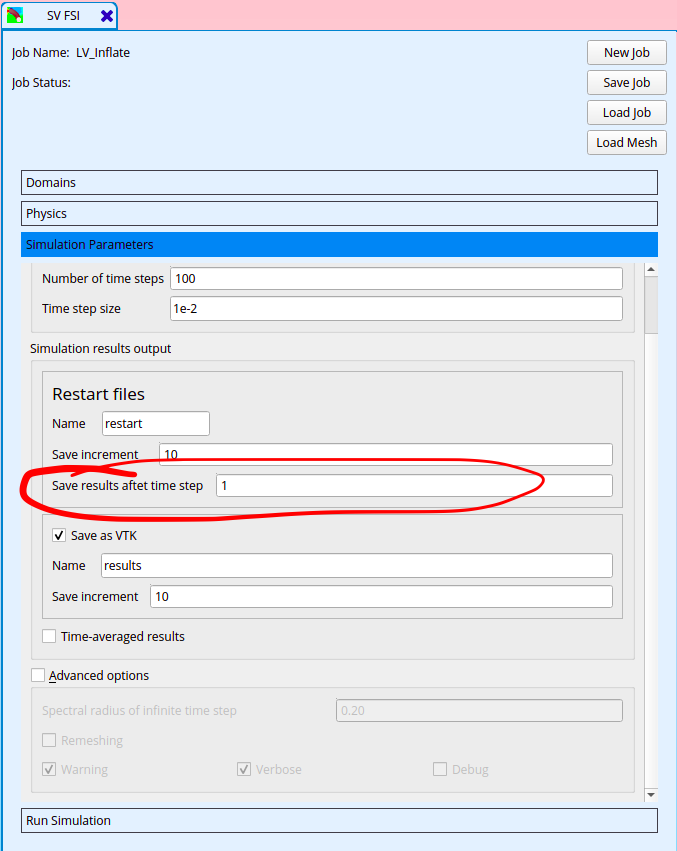 SV FSI
Job Name: LV_Inflate
New Job
Job Status:
Save Job
Load Job
Load Mesh
Domains
Physics
Simulation Parameters
Number of time steps 100
Time step size 1e-2
Simulation results output
Restart files
Name restart
Save increment 10
Save results aftet time step 1
Save as VTK
Name results
Save increment 10
Time-averaged results
Advanced options
Spectral radius of infinite time step 0.20
Remeshing
Warning Verbose Debug
Run Simulation